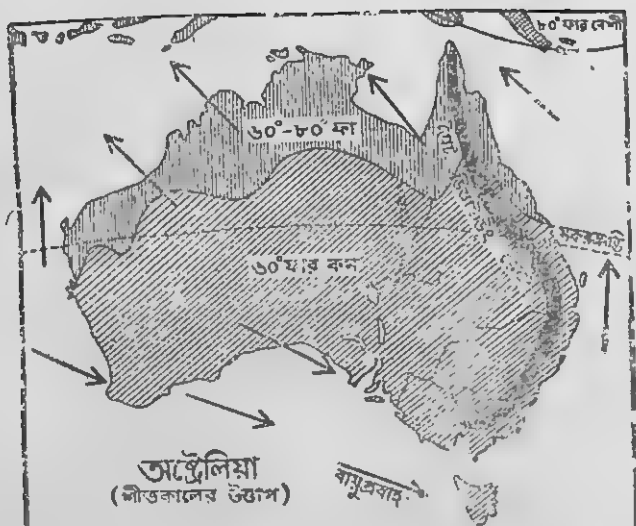 ৮০° ফার বেশী
৬০°-৮০° ফা
মকরক্রান্তি
৬০° ফার কম
অষ্ট্রেলিয়া
(শীতকালের উত্তাপ)
বায়ুপ্রবাহ